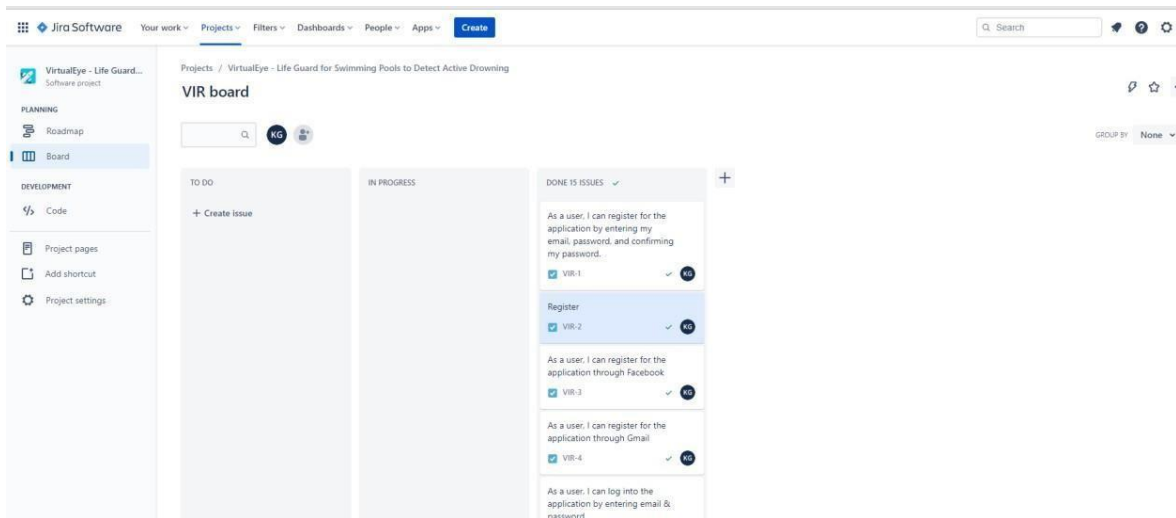 Jira Software Your work Projects Filters Dashboards People Apps Create Search
VirtualEye - Life Guard...
Software project
PLANNING
Roadmap
Board
DEVELOPMENT
Code
Project pages
Add shortcut
Project settings
Projects / VirtualEye - Life Guard for Swimming Pools to Detect Active Drowning
VIR board
KG
GROUP BY None
TO DO
+ Create issue
IN PROGRESS
DONE 15 ISSUES
As a user, I can register for the
application by entering my
email, password, and confirming
my password.
VIR-1 KG
Register
VIR-2 KG
As a user, I can register for the
application through Facebook
VIR-3 KG
As a user, I can register for the
application through Gmail
VIR-4 KG
As a user, I can log into the
application by entering email &
password